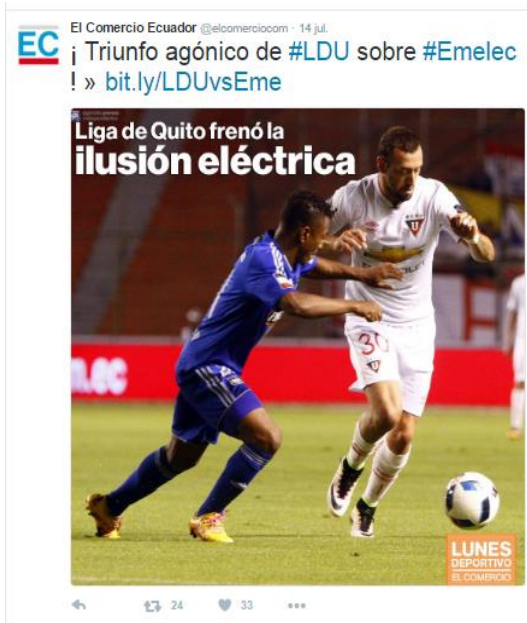 El Comercio Ecuador @elcomerciocom · 14 jul.
EC
¡ Triunfo agónico de #LDU sobre #Emelec
! » bit.ly/LDUvsEme
Liga de Quito frenó la
ilusión eléctrica
U
30
U
n.ec
LUNES
DEPORTIVO
EL COMERCIO
24
33